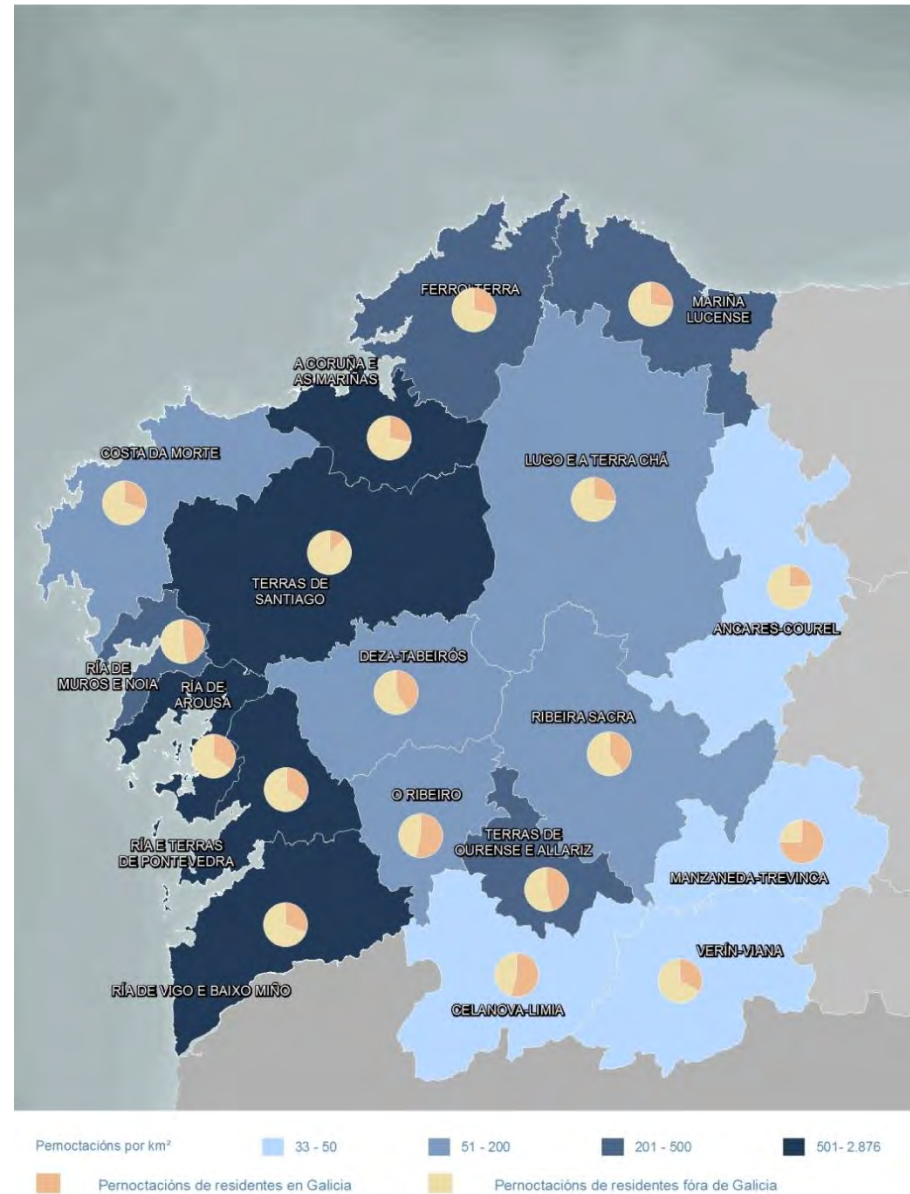 FERROLTERRA
MARIÑA
LUCENSE
A CORUÑA E
AS MARIÑAS
COSTA DA MORTE
LUGO E A TERRA CHÁ
TERRAS DE
SANTIAGO
ANCARES-COUREL
DEZA-TABEIRÓS
RÍA DE
MUROS E NOIA
RÍA DE
AROUSA
RIBEIRA SACRA
O RIBEIRO
TERRAS DE
OURENSE E ALLARIZ
RÍA E TERRAS
DE PONTEVEDRA
MANZANEDA-TREVINCA
VERÍN-VIANA
RÍA DE VIGO E BAIXO MIÑO
CELANOVA-LIMIA
Pernoctacións por km² 33 - 50 51 - 200 201 - 500 501- 2.876
Pernoctacións de residentes en Galicia Pernoctacións de residentes fóra de Galicia